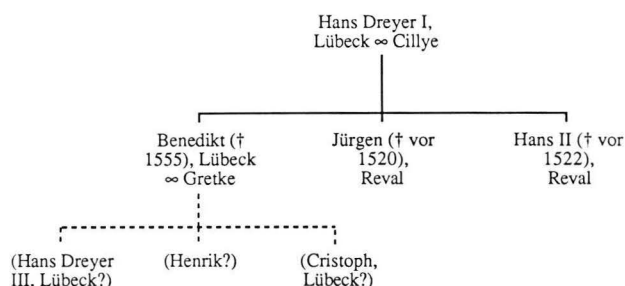 Hans Dreyer I,
Lübeck ∞ Cillye
Benedikt (†
1555), Lübeck
∞ Gretke
Jürgen († vor
1520),
Reval
Hans II († vor
1522),
Reval
(Hans Dreyer
III, Lübeck?)
(Henrik?)
(Cristoph,
Lübeck?)